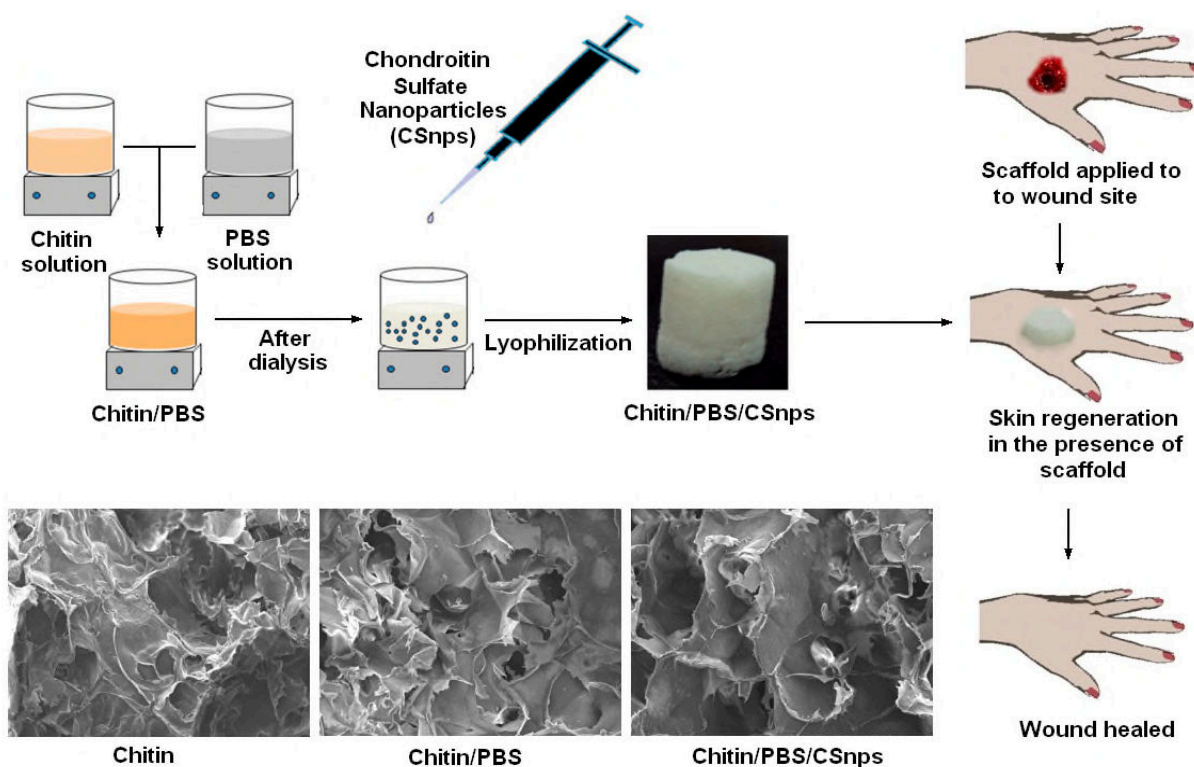 Chondroitin
Sulfate
Nanoparticles
(CSnps)
Chitin
solution
PBS
solution
Chitin/PBS
After
dialysis
Lyophilization
Chitin/PBS/CSnps
Scaffold applied to
to wound site
Skin regeneration
in the presence of
scaffold
Wound healed
Chitin
Chitin/PBS
Chitin/PBS/CSnps